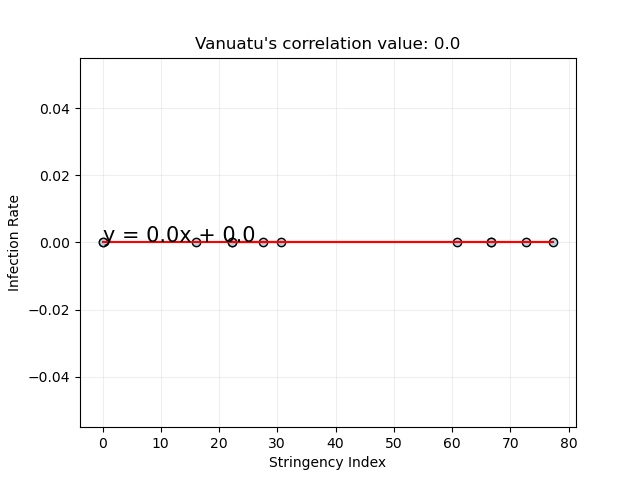 Vanuatu's correlation value: 0.0
0.04
0.02
0.00
−0.02
−0.04
Infection Rate
y = 0.0x + 0.0
0 10 20 30 40 50 60 70 80
Stringency Index